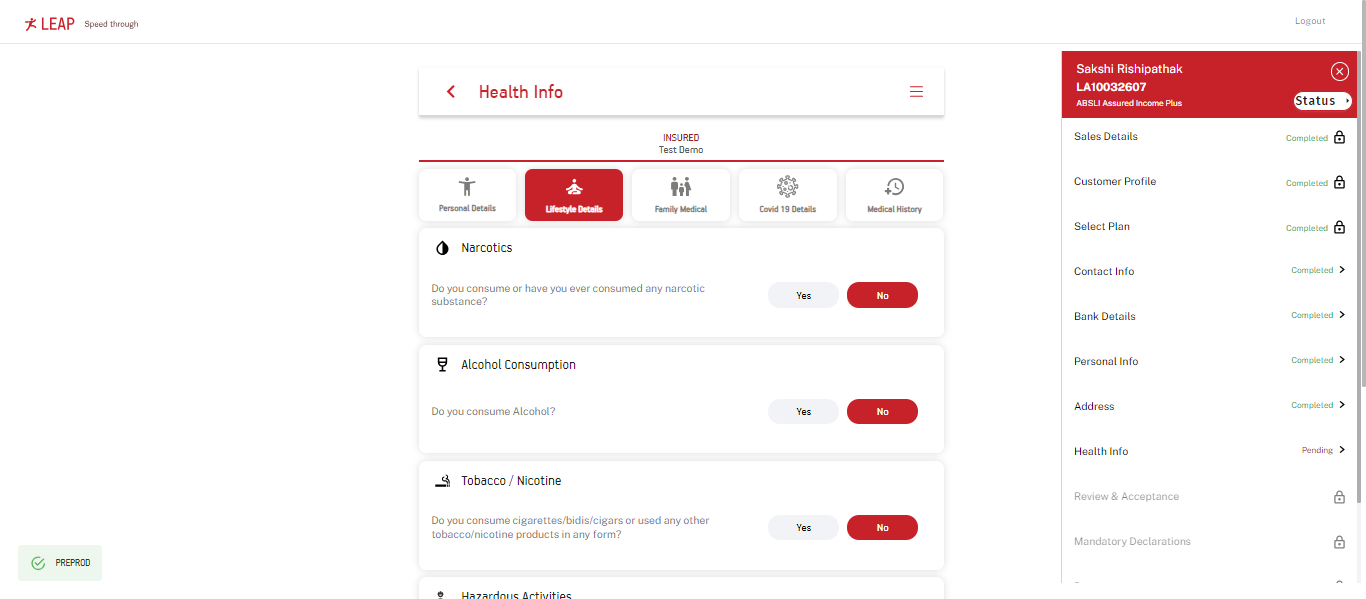 LEAP Speed through
Logout
Health Info
INSURED
Test Demo
Personal Details
Lifestyle Details
Family Medical
Covid 19 Details
Medical History
Narcotics
Do you consume or have you ever consumed any narcotic
substance?
Yes
No
Alcohol Consumption
Do you consume Alcohol?
Yes
No
Tobacco / Nicotine
Do you consume cigarettes/bidis/cigars or used any other
tobacco/nicotine products in any form?
Yes
No
Hazardous Activities
PREPROD
Sakshi Rishipathak
LA10032607
ABSLI Assured Income Plus
Status
Sales Details Completed
Customer Profile Completed
Select Plan Completed
Contact Info Completed
Bank Details Completed
Personal Info Completed
Address Completed
Health Info Pending
Review & Acceptance
Mandatory Declarations